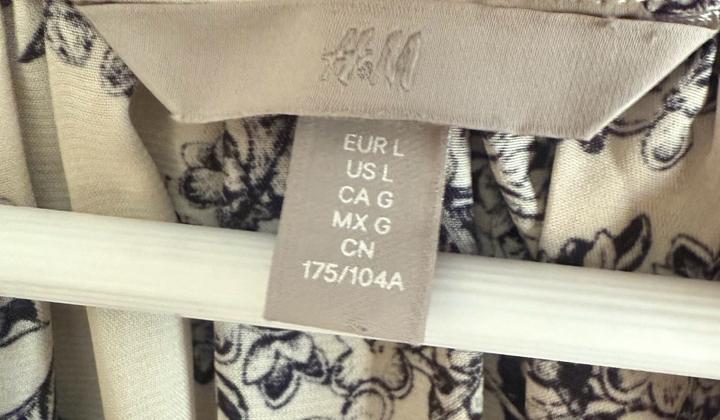 H&M
EUR L
US L
CA G
MX G
CN
175/104A